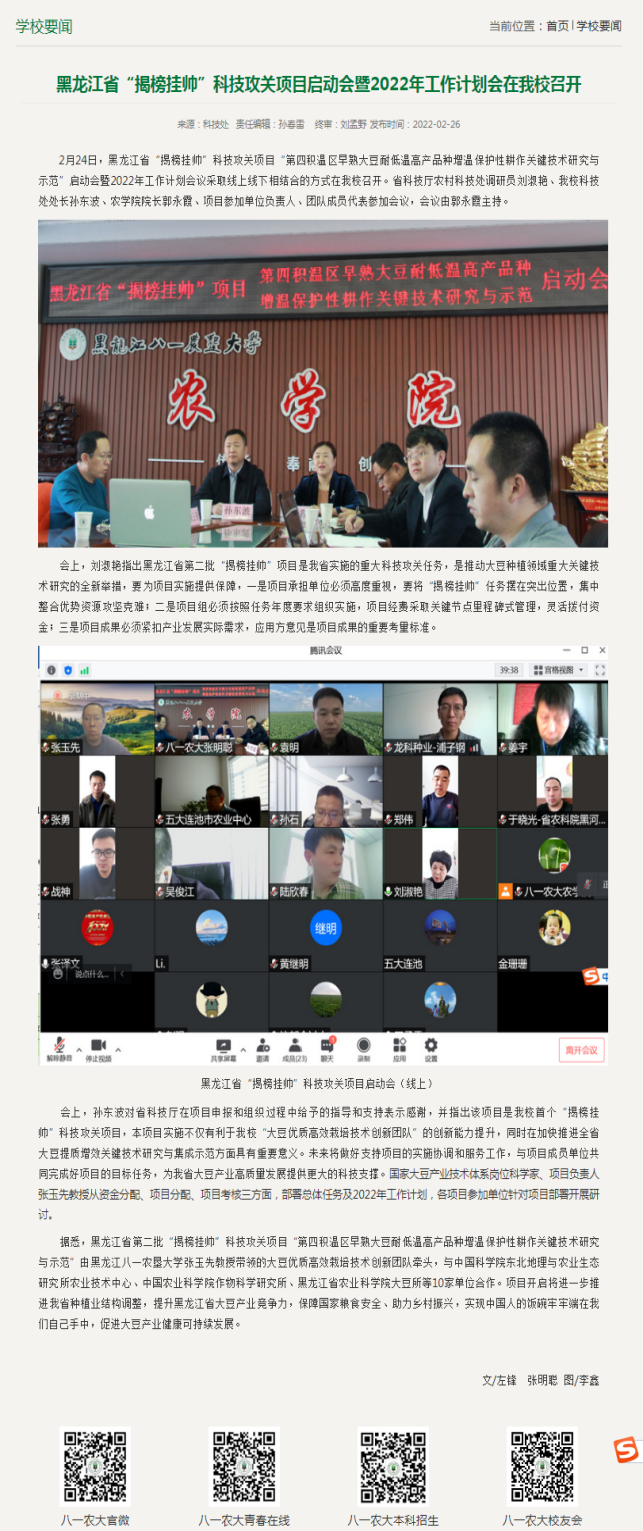 学校要闻
当前位置：首页 | 学校要闻
黑龙江省“揭榜挂帅”科技攻关项目启动会暨2022年工作计划会在我校召开
来源：科技处 责任编辑：孙春雷 终审：刘孟野 发布时间：2022-02-26
2月24日，黑龙江省“揭榜挂帅”科技攻关项目“第四积温区早熟大豆耐低温高产品种增温保护性耕作关键技术研究与
示范”启动会暨2022年工作计划会议采取线上线下相结合的方式在我校召开。省科技厅农村科技处调研员刘淑艳、我校科技
处处长孙东波、农学院院长郭永霞、项目参加单位负责人、团队成员代表参加会议，会议由郭永霞主持。
黑龙江省“揭榜挂帅”项目
第四积温区早熟大豆耐低温高产品种
增温保护性耕作关键技术研究与示范
启动会
黑龙江八一农垦大学
农学院
奉
创
孙东波
会上，刘淑艳指出黑龙江省第二批“揭榜挂帅”项目是我省实施的重大科技攻关任务，是推动大豆种植领域重大关键技
术研究的全新举措，要为项目实施提供保障，一是项目承担单位必须高度重视，要将“揭榜挂帅”任务摆在突出位置，集中
整合优势资源攻坚克难；二是项目组必须按照任务年度要求组织实施，项目经费采取关键节点里程碑式管理，灵活拨付资
金；三是项目成果必须紧扣产业发展实际需求，应用方意见是项目成果的重要考量标准。
腾讯会议
39:38 宫格视图
张玉先 八一农大张明聪 袁明 龙科种业-浦子钢 姜宇
张勇 五大连池市农业中心 孙石 郑伟 于晓光-省农科院黑河...
战神 吴俊江 陆欣春 刘淑艳 八一农大农学
继明
张泽文 Li. 黄继明 五大连池 金珊珊
说点什么...
解除静音 停止视频 共享屏幕 邀请 成员(23) 聊天 录制 应用 设置 离开会议
黑龙江省“揭榜挂帅”科技攻关项目启动会（线上）
会上，孙东波对省科技厅在项目申报和组织过程中给予的指导和支持表示感谢，并指出该项目是我校首个“揭榜挂
帅”科技攻关项目，本项目实施不仅有利于我校“大豆优质高效栽培技术创新团队”的创新能力提升，同时在加快推进全省
大豆提质增效关键技术研究与集成示范方面具有重要意义。未来将做好支持项目的实施协调和服务工作，与项目成员单位共
同完成好项目的目标任务，为我省大豆产业高质量发展提供更大的科技支撑。国家大豆产业技术体系岗位科学家、项目负责人
张玉先教授从资金分配、项目分配、项目考核三方面，部署总体任务及2022年工作计划，各项目参加单位针对项目部署开展研
讨。
据悉，黑龙江省第二批“揭榜挂帅”科技攻关项目“第四积温区早熟大豆耐低温高产品种增温保护性耕作关键技术研究
与示范”由黑龙江八一农垦大学张玉先教授带领的大豆优质高效栽培技术创新团队牵头，与中国科学院东北地理与农业生态
研究所农业技术中心、中国农业科学院作物科学研究所、黑龙江省农业科学院大豆所等10家单位合作。项目开启将进一步推
进我省种植业结构调整，提升黑龙江省大豆产业竞争力，保障国家粮食安全、助力乡村振兴，实现中国人的饭碗牢牢端在我
们自己手中，促进大豆产业健康可持续发展。
文/左锋 张明聪 图/李鑫
八一农大官微 八一农大青春在线 八一农大本科招生 八一农大校友会